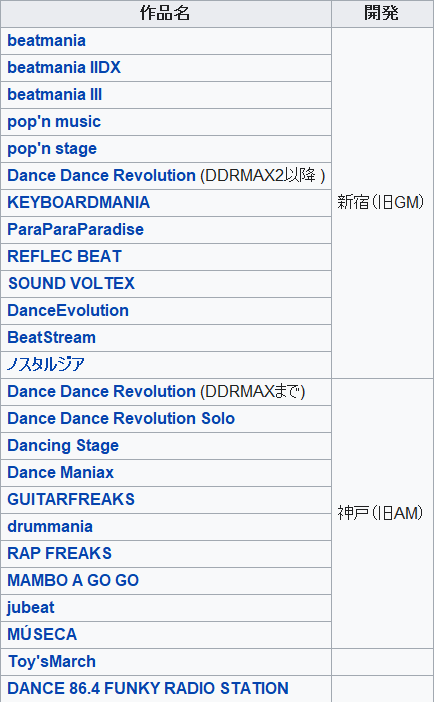 作品名 開発
beatmania
beatmania IIDX
beatmania III
pop'n music
pop'n stage
Dance Dance Revolution (DDRMAX2以降 )
KEYBOARDMANIA
新宿(旧GM)
ParaParaParadise
REFLEC BEAT
SOUND VOLTEX
DanceEvolution
BeatStream
ノスタルジア
Dance Dance Revolution (DDRMAXまで)
Dance Dance Revolution Solo
Dancing Stage
Dance Maniax
GUITARFREAKS
神戸(旧AM)
drummania
RAP FREAKS
MAMBO A GO GO
jubeat
MÚSECA
Toy'sMarch
DANCE 86.4 FUNKY RADIO STATION